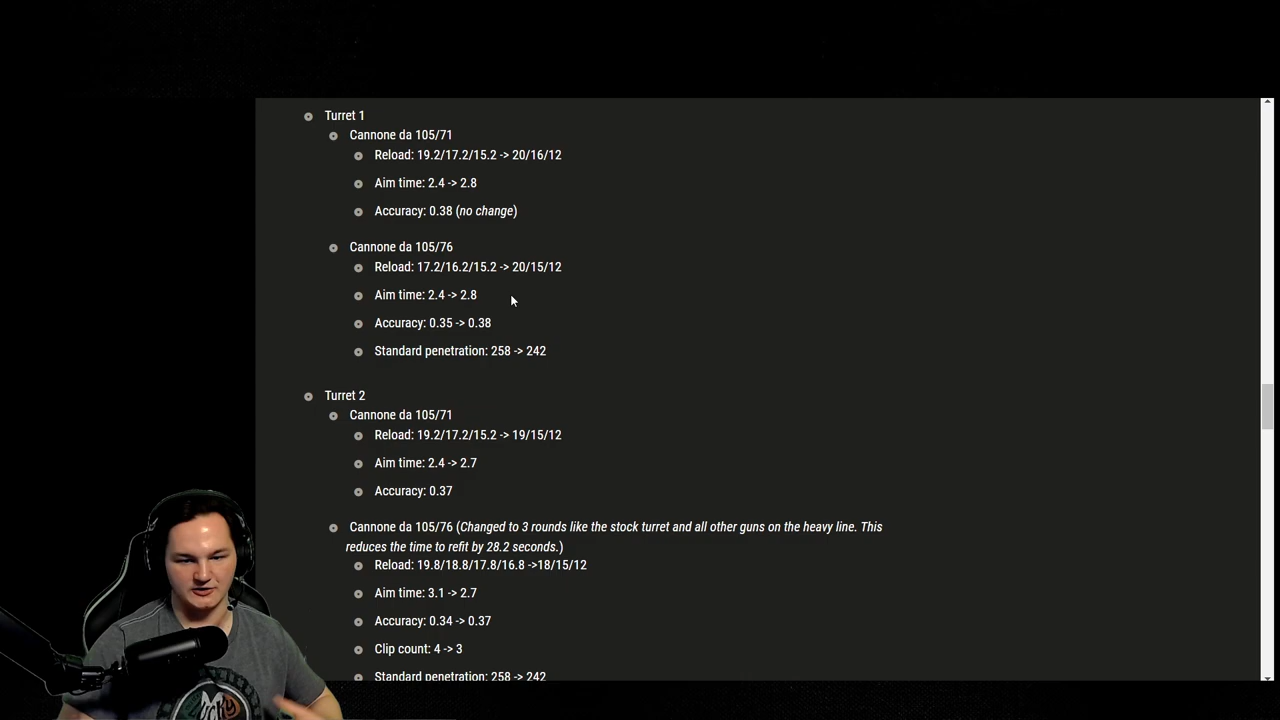 Turret 1
Cannone da 105/71
Reload: 19.2/17.2/15.2 -> 20/16/12
Aim time: 2.4 -> 2.8
Accuracy: 0.38 (no change)
Cannone da 105/76
Reload: 17.2/16.2/15.2 -> 20/15/12
Aim time: 2.4 -> 2.8
Accuracy: 0.35 -> 0.38
Standard penetration: 258 -> 242
Turret 2
Cannone da 105/71
Reload: 19.2/17.2/15.2 -> 19/15/12
Aim time: 2.4 -> 2.7
Accuracy: 0.37
Cannone da 105/76 (Changed to 3 rounds like the stock turret and all other guns on the heavy line. This
reduces the time to refit by 28.2 seconds.)
Reload: 19.8/18.8/17.8/16.8 ->18/15/12
Aim time: 3.1 -> 2.7
Accuracy: 0.34 -> 0.37
Clip count: 4 -> 3
Standard penetration: 258 -> 242